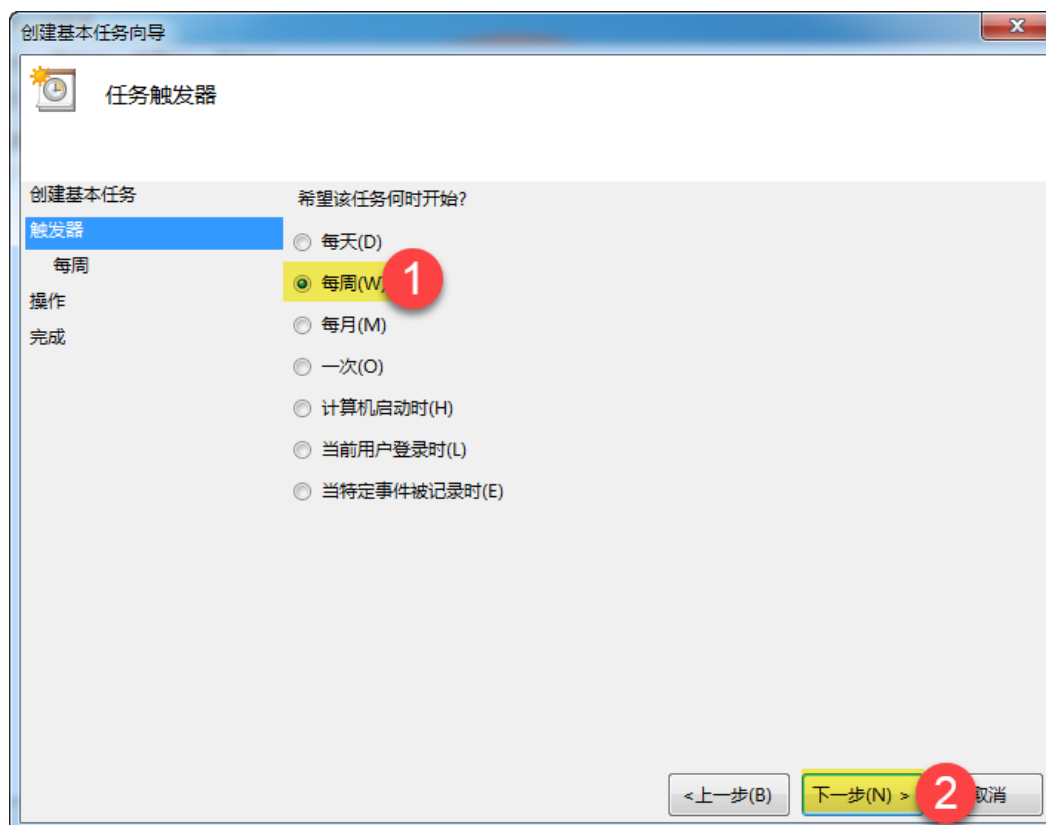 创建基本任务向导
任务触发器
创建基本任务
触发器
每周
操作
完成
希望该任务何时开始?
每天(D)
每周(W) 1
每月(M)
一次(O)
计算机启动时(H)
当前用户登录时(L)
当特定事件被记录时(E)
<上一步(B) 下一步(N) > 2 取消